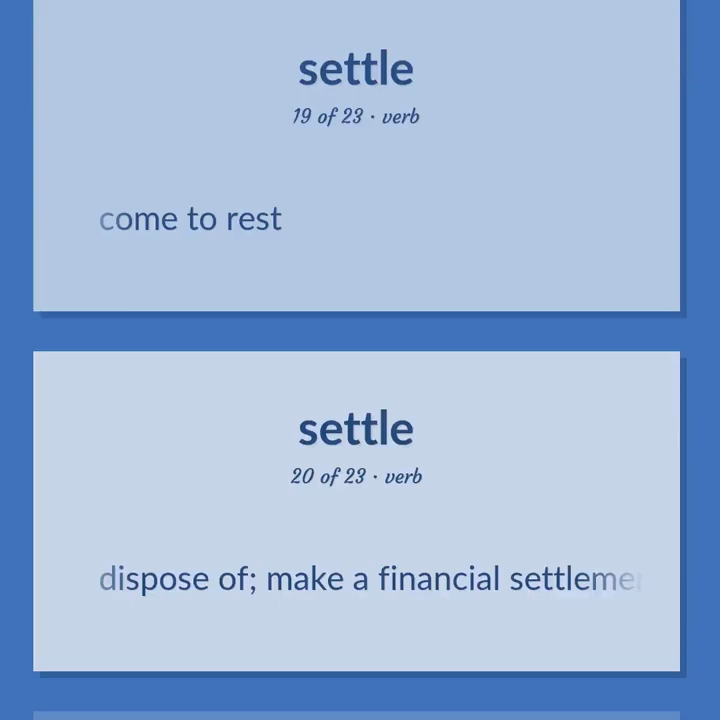 settle
19 of 23 · verb
come to rest
settle
20 of 23 · verb
dispose of; make a financial